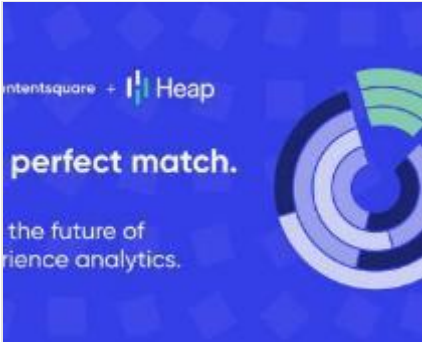 ntentsquare + Heap
perfect match.
the future of
rience analytics.